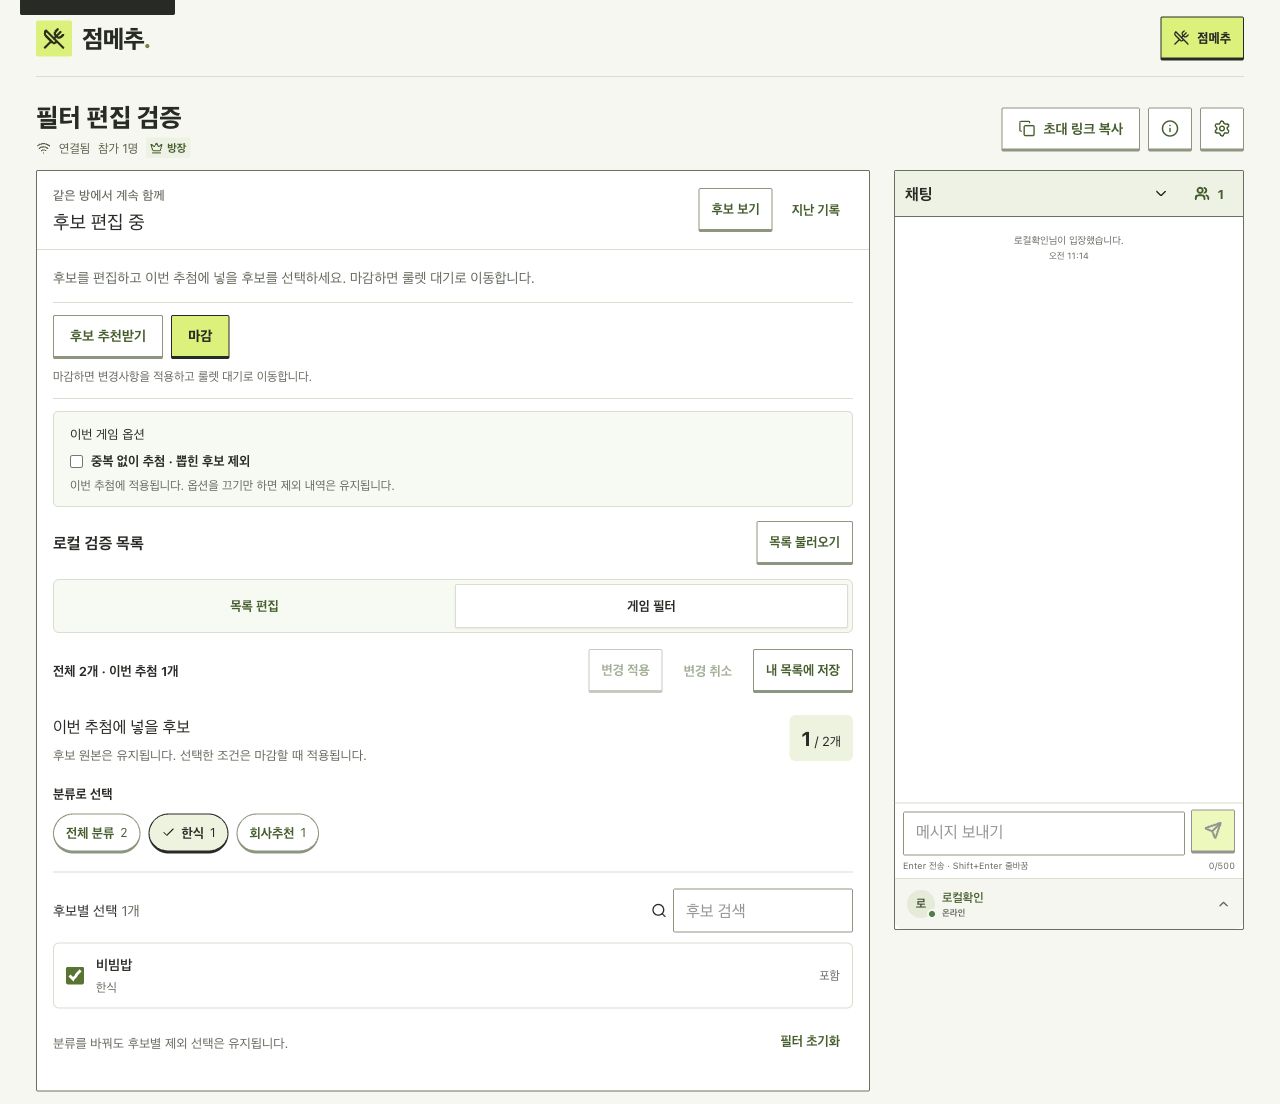 점메추.
점메추
필터 편집 검증
연결됨 참가 1명 방장
초대 링크 복사
같은 방에서 계속 함께
후보 편집 중
후보 보기
지난 기록
후보를 편집하고 이번 추첨에 넣을 후보를 선택하세요. 마감하면 룰렛 대기로 이동합니다.
후보 추천받기
마감
마감하면 변경사항을 적용하고 룰렛 대기로 이동합니다.
이번 게임 옵션
중복 없이 추첨 · 뽑힌 후보 제외
이번 추첨에 적용됩니다. 옵션을 끄기만 하면 제외 내역은 유지됩니다.
로컬 검증 목록
목록 불러오기
목록 편집
게임 필터
전체 2개 · 이번 추첨 1개
변경 적용
변경 취소
내 목록에 저장
이번 추첨에 넣을 후보
후보 원본은 유지됩니다. 선택한 조건은 마감할 때 적용됩니다.
1 / 2개
분류로 선택
전체 분류 2
한식 1
회사추천 1
후보별 선택 1개
후보 검색
비빔밥
한식
포함
분류를 바꿔도 후보별 제외 선택은 유지됩니다.
필터 초기화
채팅
1
로컬확인님이 입장했습니다.
오전 11:14
메시지 보내기
Enter 전송 · Shift+Enter 줄바꿈
0/500
로
로컬확인
온라인